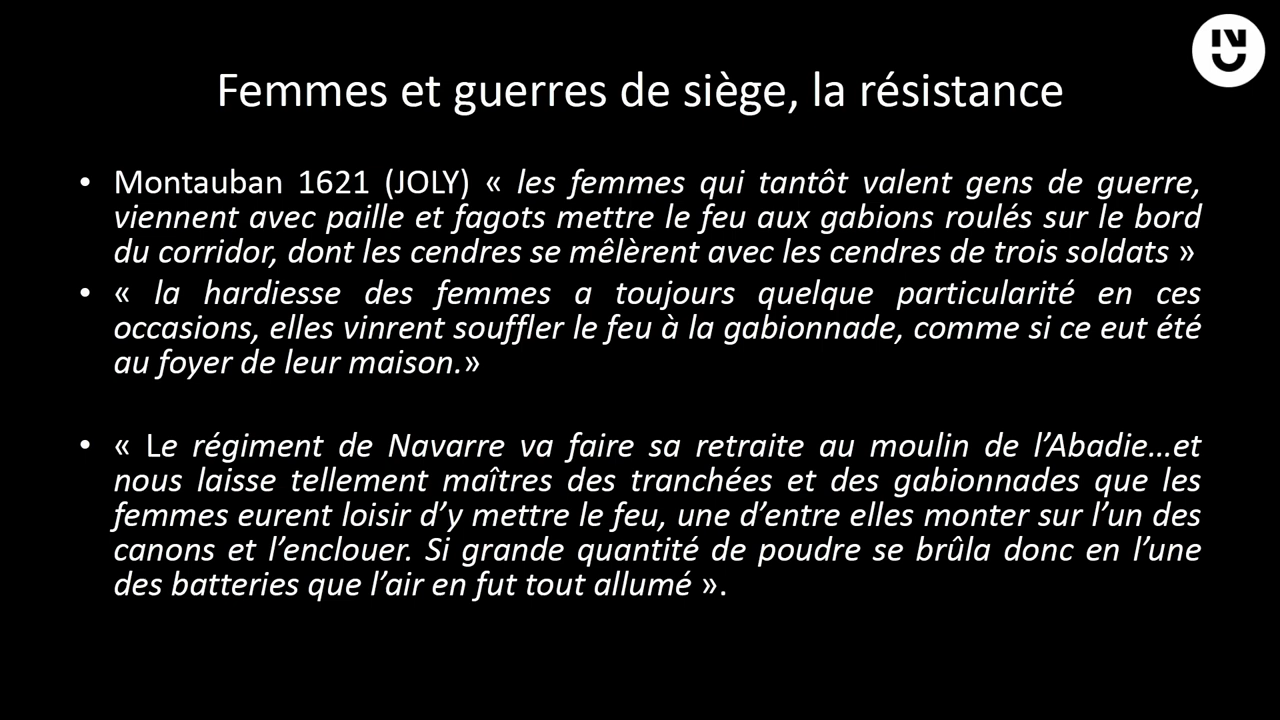 Femmes et guerres de siège, la résistance
• Montauban 1621 (JOLY) « les femmes qui tantôt valent gens de guerre,
viennent avec paille et fagots mettre le feu aux gabions roulés sur le bord
du corridor, dont les cendres se mêlèrent avec les cendres de trois soldats »
• « la hardiesse des femmes a toujours quelque particularité en ces
occasions, elles vinrent souffler le feu à la gabionnade, comme si ce eut été
au foyer de leur maison.»
• « Le régiment de Navarre va faire sa retraite au moulin de l’Abadie…et
nous laisse tellement maîtres des tranchées et des gabionnades que les
femmes eurent loisir d’y mettre le feu, une d’entre elles monter sur l’un des
canons et l’enclouer. Si grande quantité de poudre se brûla donc en l’une
des batteries que l’air en fut tout allumé ».